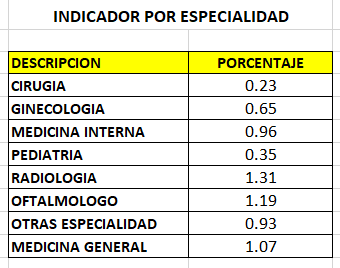 INDICADOR POR ESPECIALIDAD
DESCRIPCION PORCENTAJE
CIRUGIA 0.23
GINECOLOGIA 0.65
MEDICINA INTERNA 0.96
PEDIATRIA 0.35
RADIOLOGIA 1.31
OFTALMOLOGO 1.19
OTRAS ESPECIALIDAD 0.93
MEDICINA GENERAL 1.07